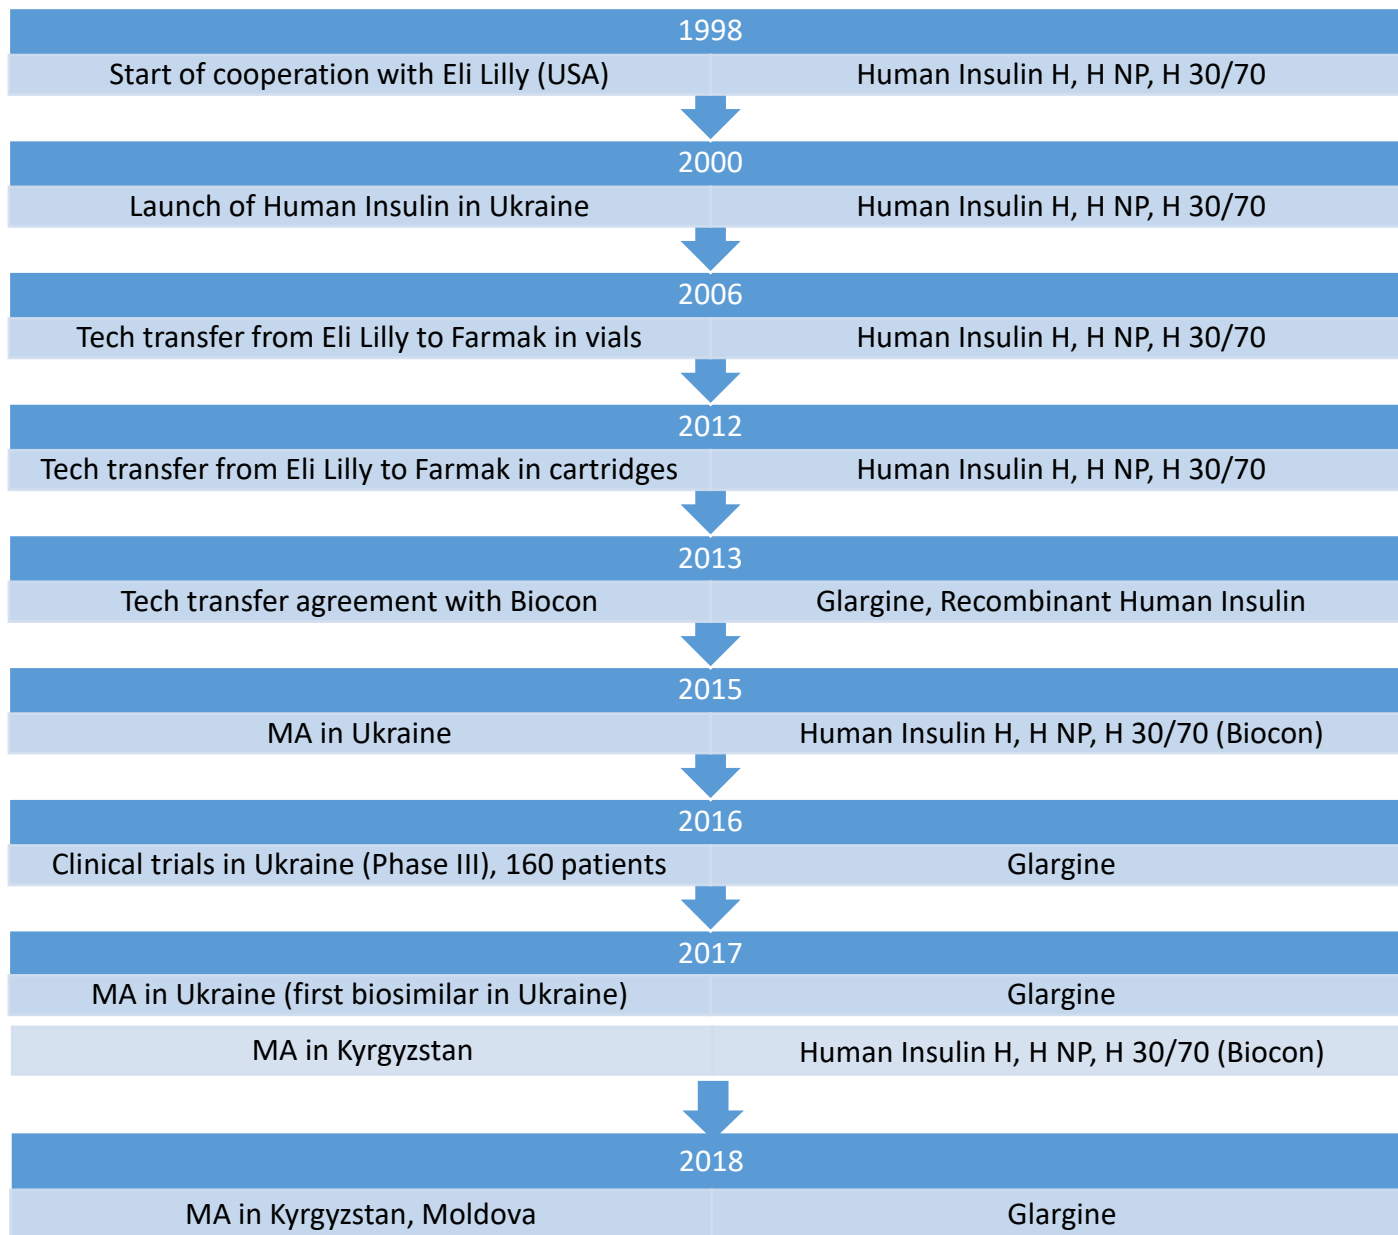 1998
Start of cooperation with Eli Lilly (USA)
Human Insulin H, H NP, H 30/70
2000
Launch of Human Insulin in Ukraine
Human Insulin H, H NP, H 30/70
2006
Tech transfer from Eli Lilly to Farmak in vials
Human Insulin H, H NP, H 30/70
2012
Tech transfer from Eli Lilly to Farmak in cartridges
Human Insulin H, H NP, H 30/70
2013
Tech transfer agreement with Biocon
Glargine, Recombinant Human Insulin
2015
MA in Ukraine
Human Insulin H, H NP, H 30/70 (Biocon)
2016
Clinical trials in Ukraine (Phase III), 160 patients
Glargine
2017
MA in Ukraine (first biosimilar in Ukraine)
Glargine
MA in Kyrgyzstan
Human Insulin H, H NP, H 30/70 (Biocon)
2018
MA in Kyrgyzstan, Moldova
Glargine